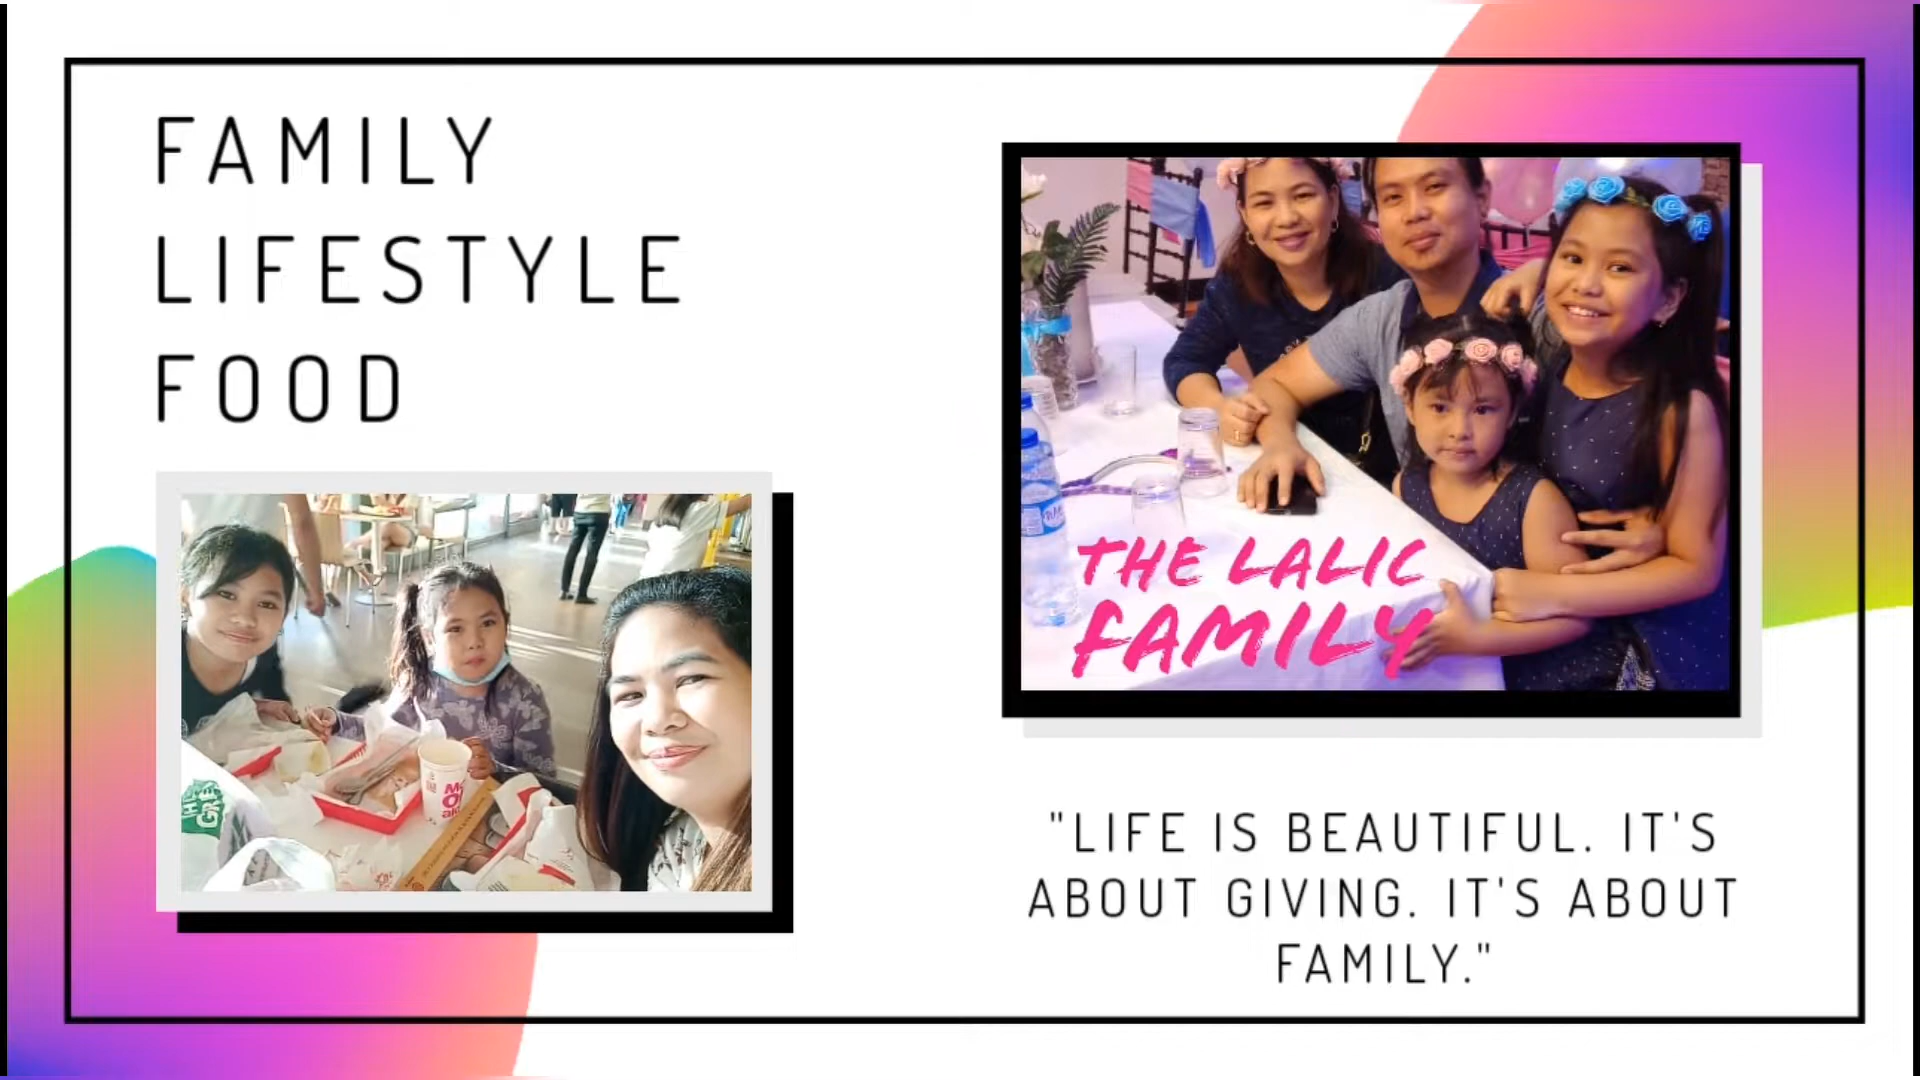 FAMILY
LIFESTYLE
FOOD
THE LALIC
FAMILY
"LIFE IS BEAUTIFUL. IT'S
ABOUT GIVING. IT'S ABOUT
FAMILY."